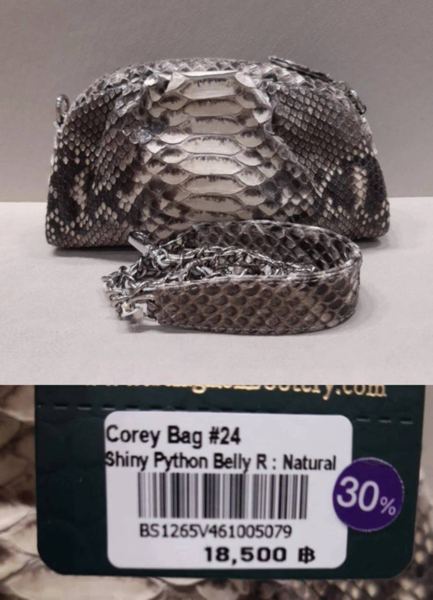 Corey Bag #24
Shiny Python Belly R : Natural
BS1265V461005079
18,500 ฿
30%